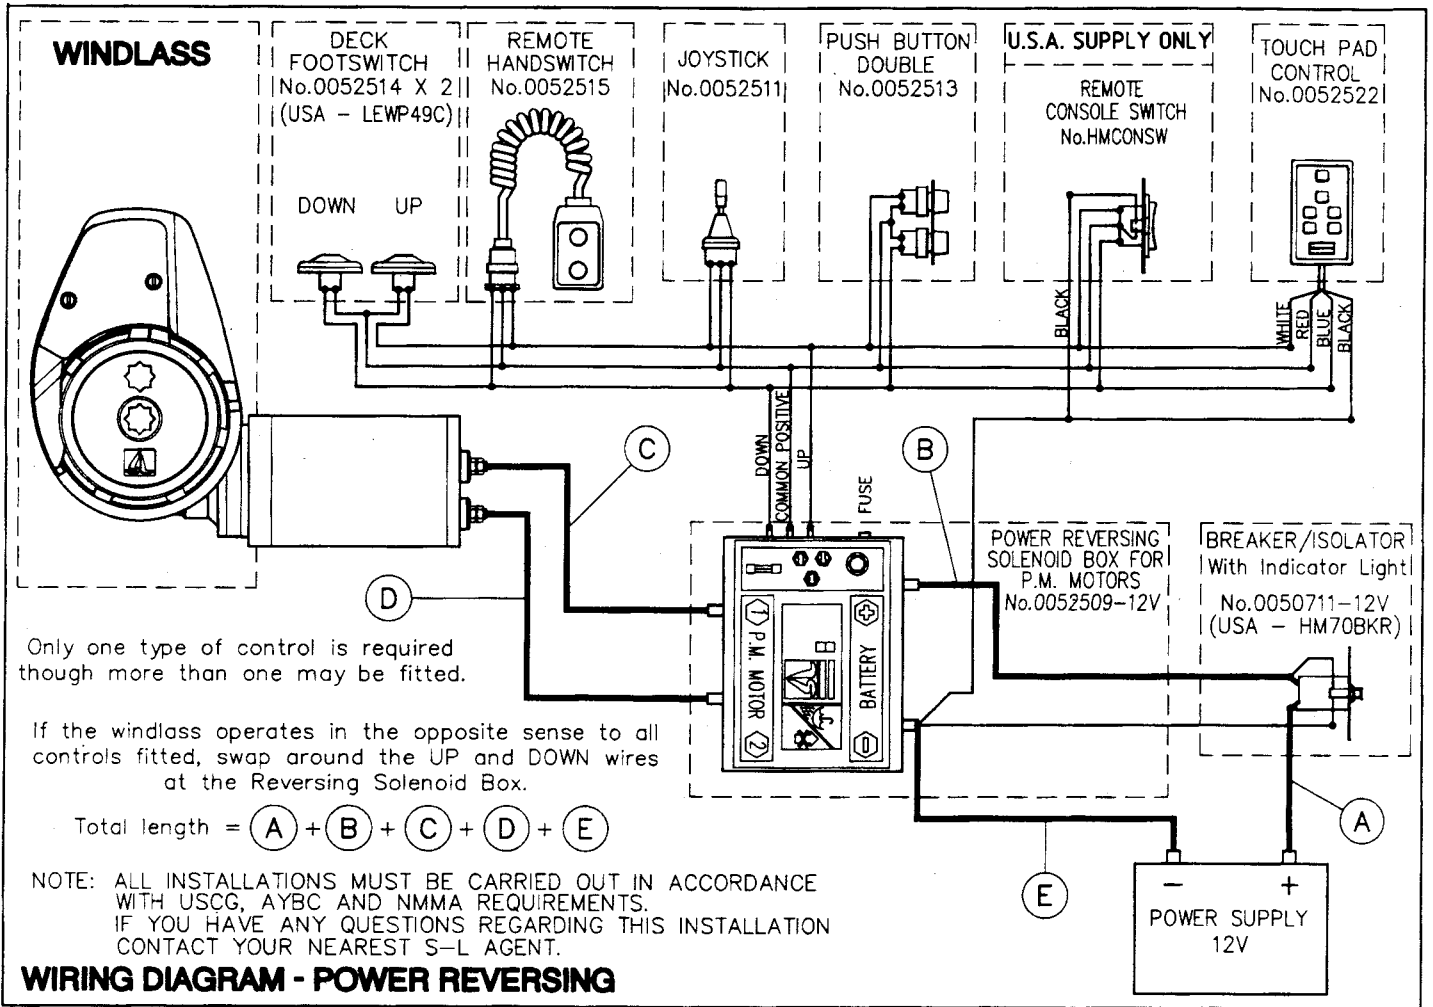 WINDLASS
DECK
FOOTSWITCH
No.0052514 X 2
(USA - LEWP49C)
DOWN UP
REMOTE
HANDSWITCH
No.0052515
JOYSTICK
No.0052511
PUSH BUTTON
DOUBLE
No.0052513
U.S.A. SUPPLY ONLY
REMOTE
CONSOLE SWITCH
No.HMCONSW
TOUCH PAD
CONTROL
No.0052522
BLACK
WHITE
RED
BLUE
BLACK
DOWN
COMMON POSITIVE
UP
FUSE
C
B
D
POWER REVERSING
SOLENOID BOX FOR
P.M. MOTORS
No.0052509-12V
BREAKER/ISOLATOR
With Indicator Light
No.0050711-12V
(USA - HM70BKR)
1 P.M. MOTOR 2
+ BATTERY -
A
E
- +
POWER SUPPLY
12V
Only one type of control is required
though more than one may be fitted.
If the windlass operates in the opposite sense to all
controls fitted, swap around the UP and DOWN wires
at the Reversing Solenoid Box.
Total length = A + B + C + D + E
NOTE: ALL INSTALLATIONS MUST BE CARRIED OUT IN ACCORDANCE
WITH USCG, AYBC AND NMMA REQUIREMENTS.
IF YOU HAVE ANY QUESTIONS REGARDING THIS INSTALLATION
CONTACT YOUR NEAREST S-L AGENT.
WIRING DIAGRAM - POWER REVERSING